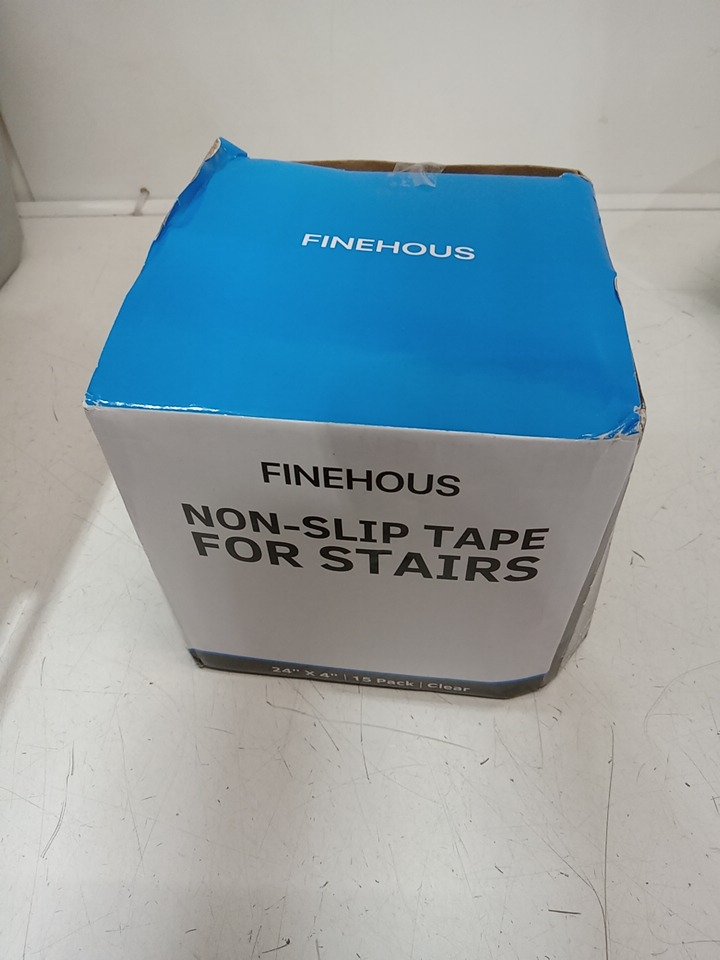 FINEHOUS
FINEHOUS
NON-SLIP TAPE
FOR STAIRS
24" X 4" | 15 Pack | Clear